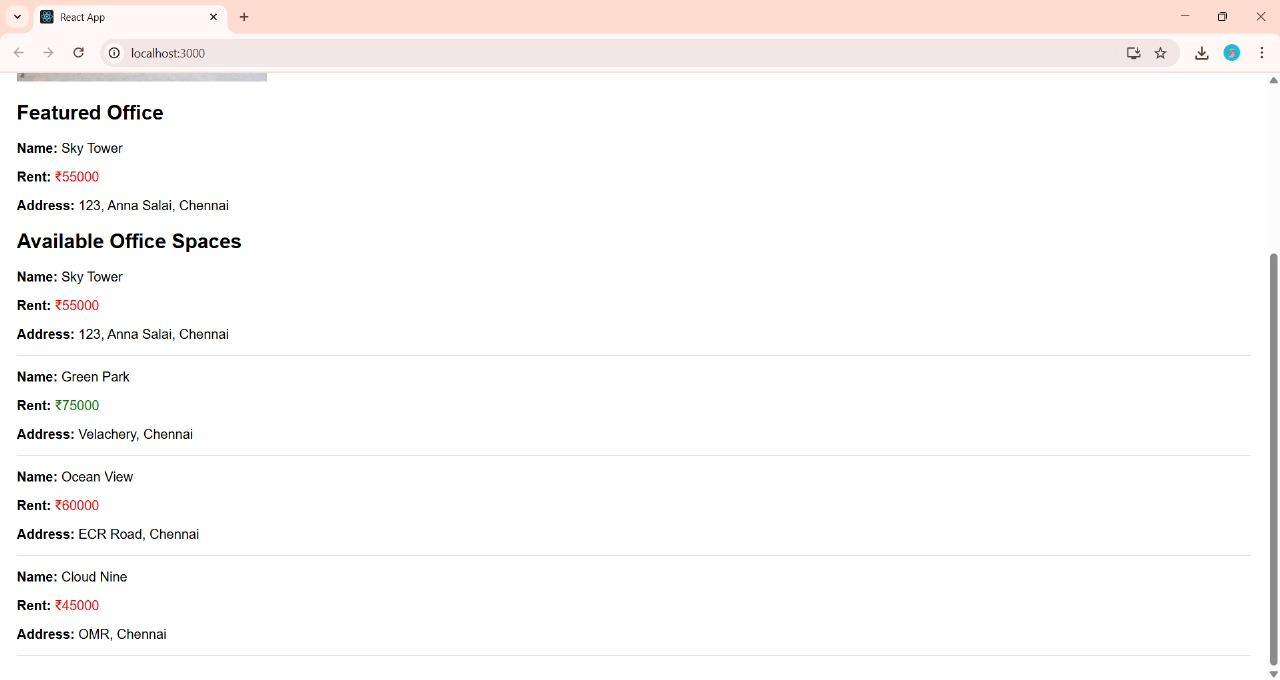 React App
localhost:3000
Featured Office
Name: Sky Tower
Rent: ₹55000
Address: 123, Anna Salai, Chennai
Available Office Spaces
Name: Sky Tower
Rent: ₹55000
Address: 123, Anna Salai, Chennai
Name: Green Park
Rent: ₹75000
Address: Velachery, Chennai
Name: Ocean View
Rent: ₹60000
Address: ECR Road, Chennai
Name: Cloud Nine
Rent: ₹45000
Address: OMR, Chennai